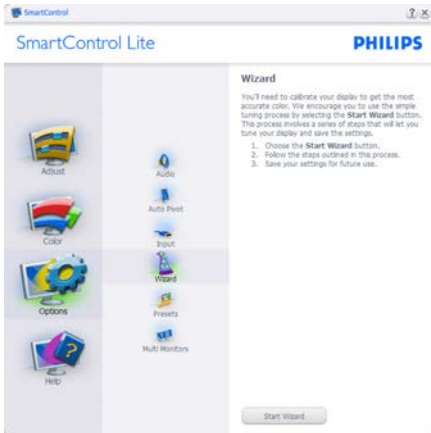 SmartControl
SmartControl Lite
PHILIPS
Adjust
Color
Options
Help
Audio
Auto Pivot
Input
Wizard
Presets
Multi Monitors
Wizard
You'll need to calibrate your display to get the most
accurate color. We encourage you to use the simple
tuning process by selecting the Start Wizard button.
This process involves a series of steps that will let you
tune your display and save the settings.
1. Choose the Start Wizard button.
2. Follow the steps outlined in this process.
3. Save your settings for future use.
Start Wizard